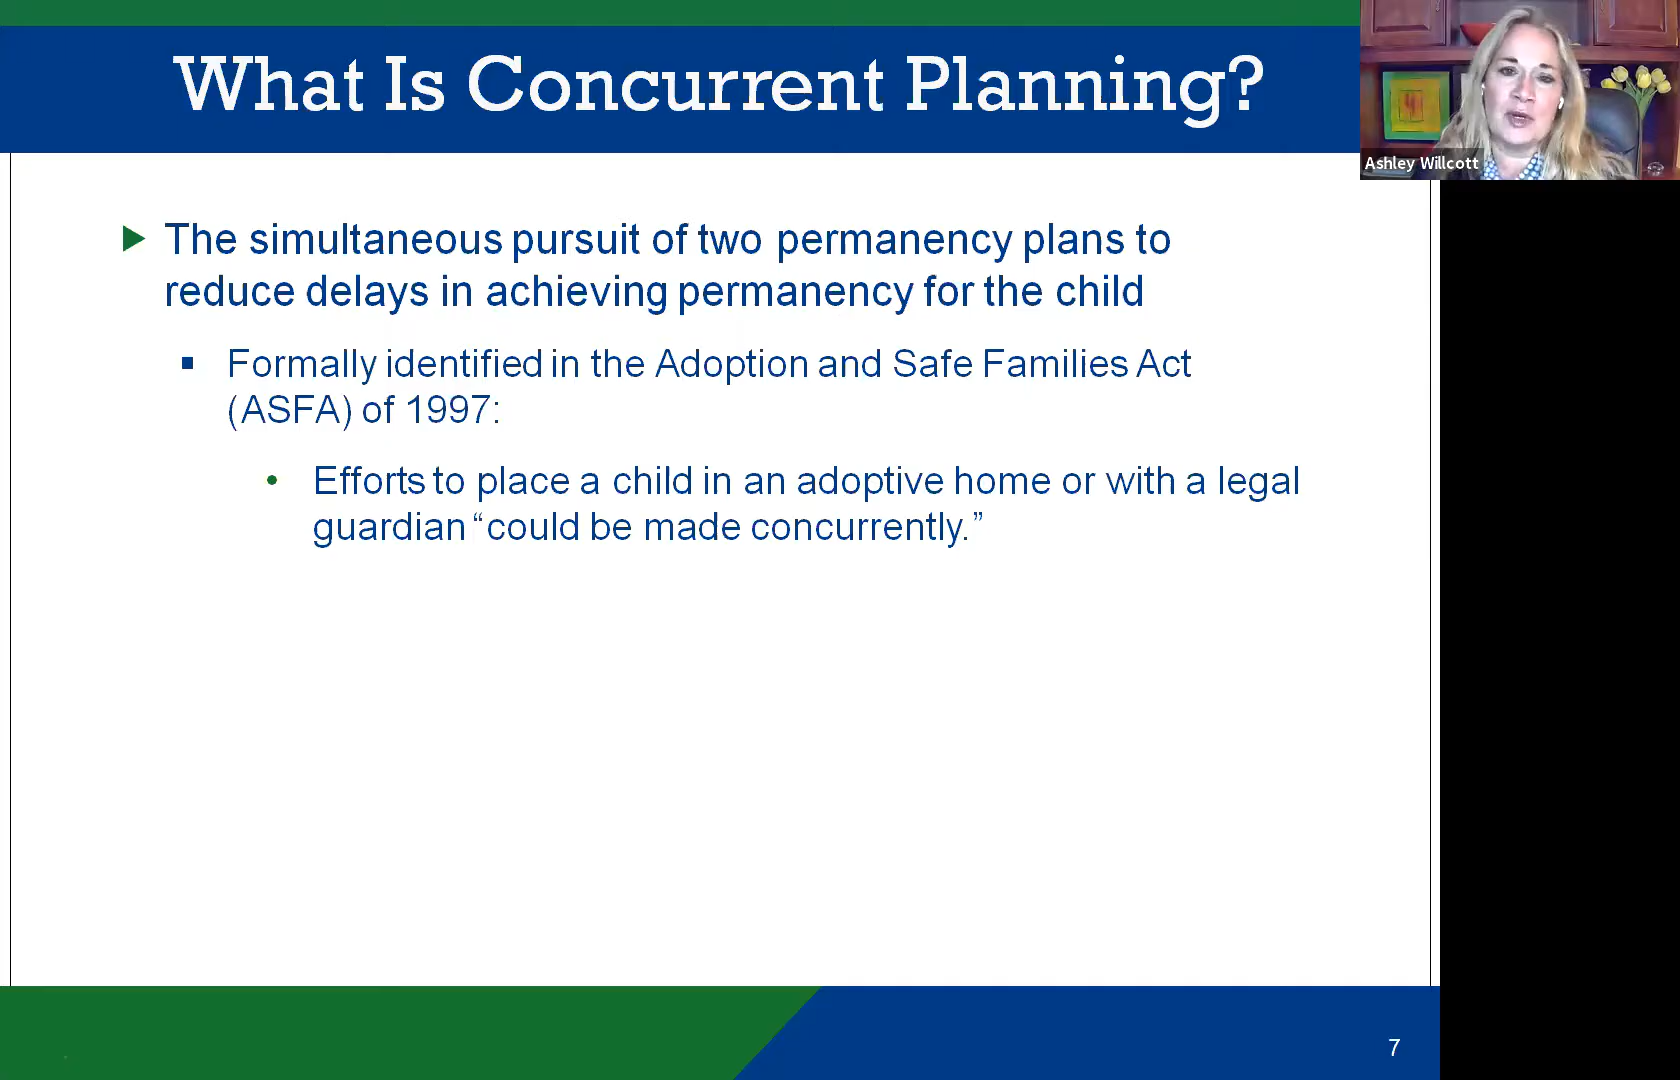 What Is Concurrent Planning?
Ashley Willcott
The simultaneous pursuit of two permanency plans to
reduce delays in achieving permanency for the child
Formally identified in the Adoption and Safe Families Act
(ASFA) of 1997:
Efforts to place a child in an adoptive home or with a legal
guardian “could be made concurrently.”
7